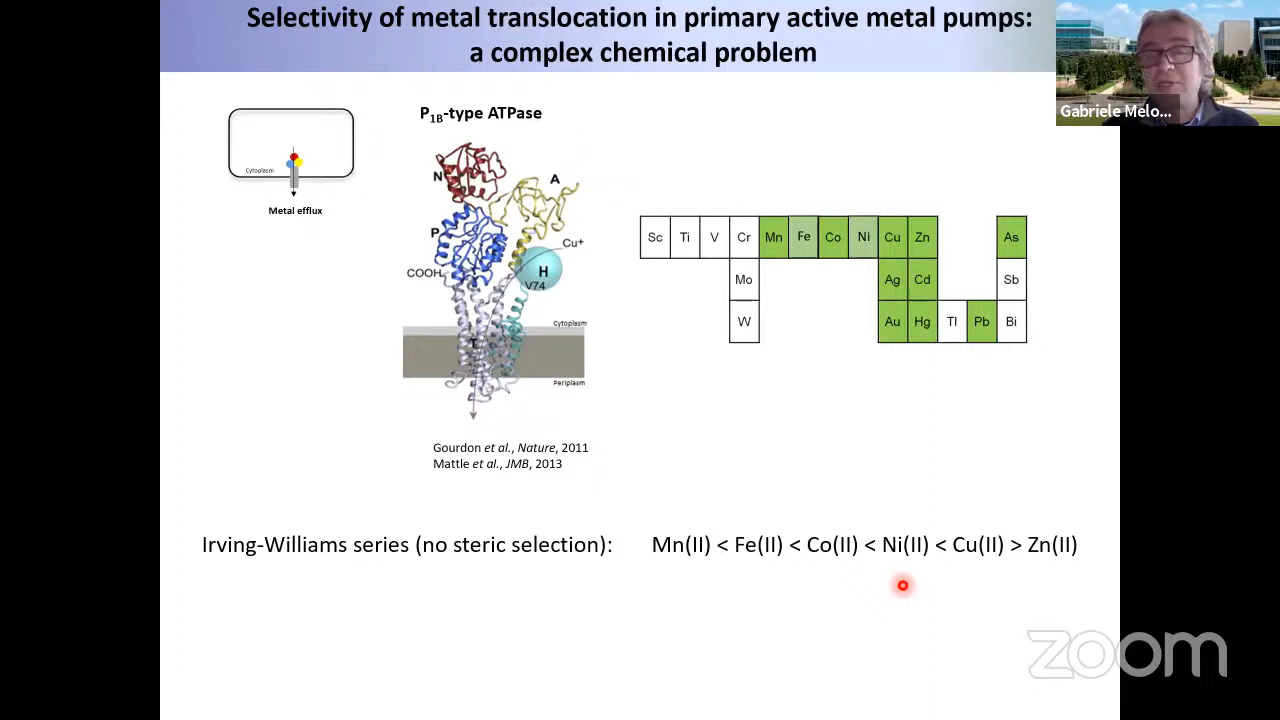 Selectivity of metal translocation in primary active metal pumps:
a complex chemical problem
Gabriele Melo...
P1B-type ATPase
Cytoplasm
Metal efflux
N
A
P
Cu+
COOH
H
V74
Cytoplasm
T
Periplasm
Gourdon et al., Nature, 2011
Mattle et al., JMB, 2013
Sc Ti V Cr Mn Fe Co Ni Cu Zn As
Mo Ag Cd Sb
W Au Hg Tl Pb Bi
Irving-Williams series (no steric selection): Mn(II) < Fe(II) < Co(II) < Ni(II) < Cu(II) > Zn(II)
zoom